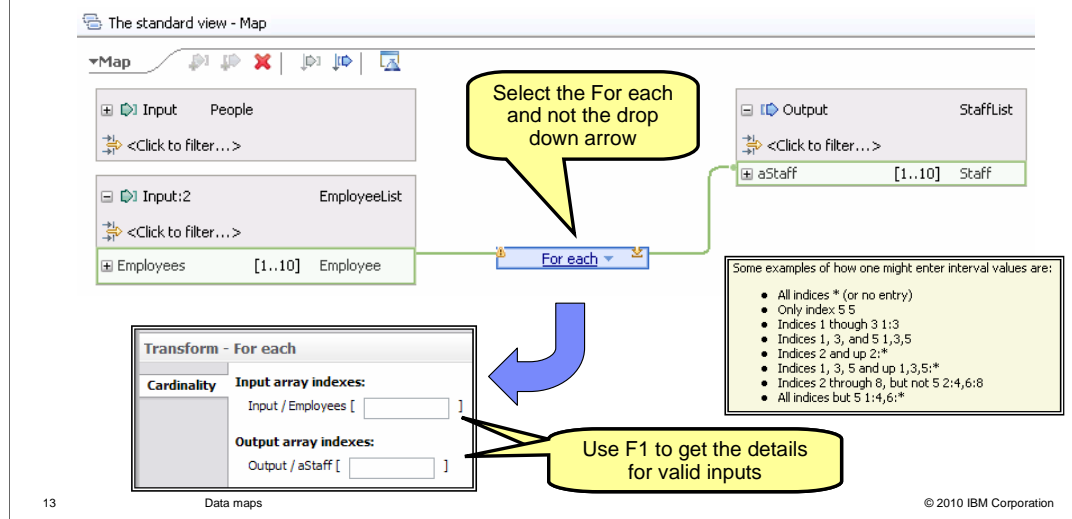 The standard view - Map
Map
Input People
<Click to filter...>
Input:2 EmployeeList
<Click to filter...>
Employees [1..10] Employee
Select the For each
and not the drop
down arrow
For each
Output StaffList
<Click to filter...>
aStaff [1..10] Staff
Some examples of how one might enter interval values are:
● All indices * (or no entry)
● Only index 5 5
● Indices 1 though 3 1:3
● Indices 1, 3, and 5 1,3,5
● Indices 2 and up 2:*
● Indices 1, 3, 5 and up 1,3,5:*
● Indices 2 through 8, but not 5 2:4,6:8
● All indices but 5 1:4,6:*
Transform - For each
Cardinality
Input array indexes:
Input / Employees [ ]
Output array indexes:
Output / aStaff [ ]
Use F1 to get the details
for valid inputs
13 Data maps © 2010 IBM Corporation